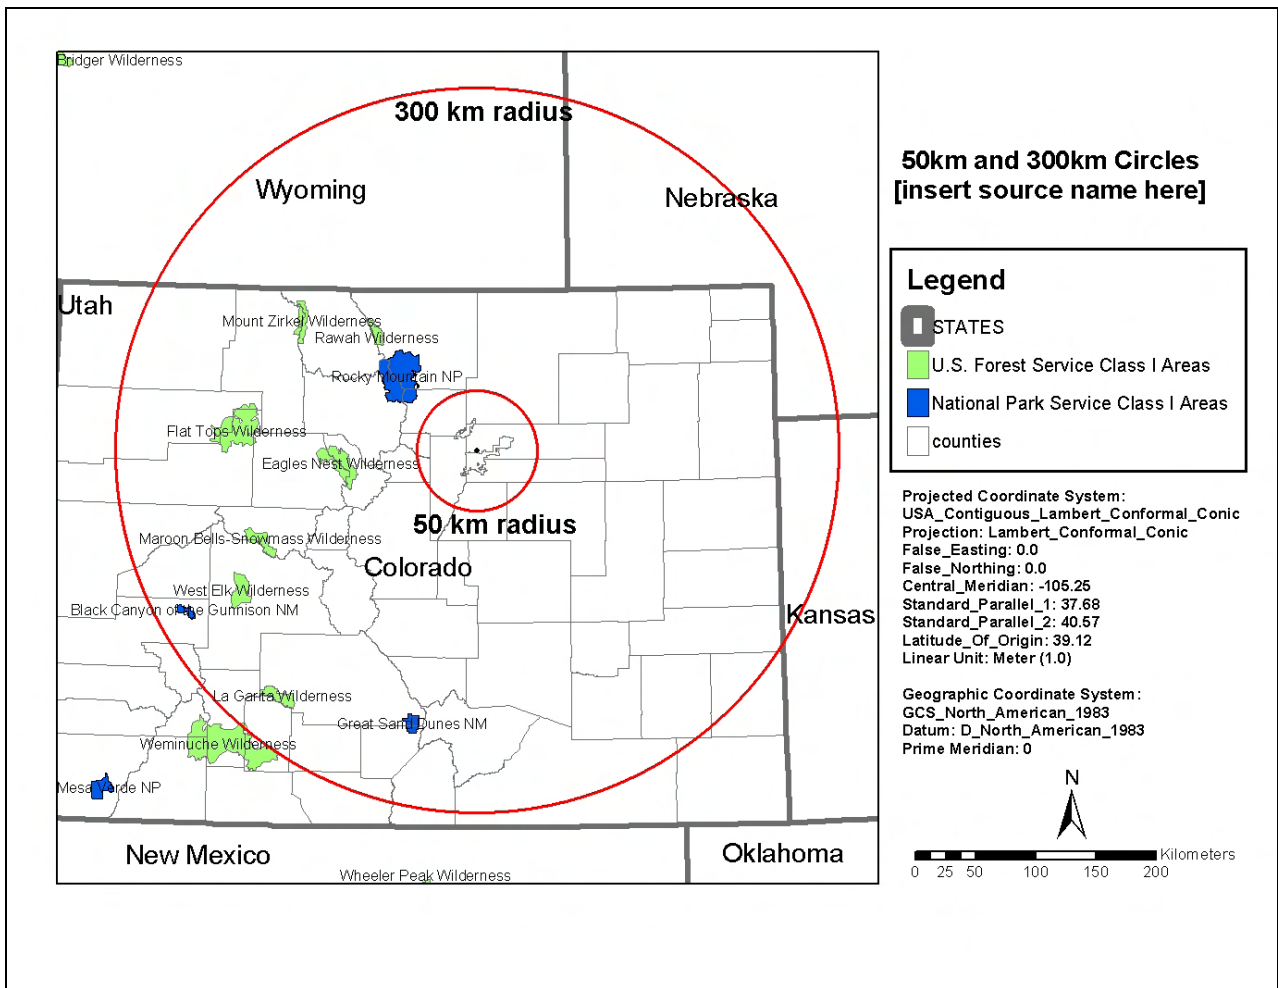 Bridger Wilderness
300 km radius
Wyoming
Nebraska
Utah
Mount Zirkel Wilderness
Rawah Wilderness
Rocky Mountain NP
Flat Tops Wilderness
Eagles Nest Wilderness
50 km radius
Maroon Bells-Snowmass Wilderness
Colorado
West Elk Wilderness
Black Canyon of the Gunnison NM
Kansas
La Garita Wilderness
Great Sand Dunes NM
Weminuche Wilderness
Mesa Verde NP
New Mexico
Oklahoma
Wheeler Peak Wilderness
50km and 300km Circles
[insert source name here]
Legend
STATES
U.S. Forest Service Class I Areas
National Park Service Class I Areas
counties
Projected Coordinate System:
USA_Contiguous_Lambert_Conformal_Conic
Projection: Lambert_Conformal_Conic
False_Easting: 0.0
False_Northing: 0.0
Central_Meridian: -105.25
Standard_Parallel_1: 37.68
Standard_Parallel_2: 40.57
Latitude_Of_Origin: 39.12
Linear Unit: Meter (1.0)
Geographic Coordinate System:
GCS_North_American_1983
Datum: D_North_American_1983
Prime Meridian: 0
N
Kilometers
0 25 50 100 150 200